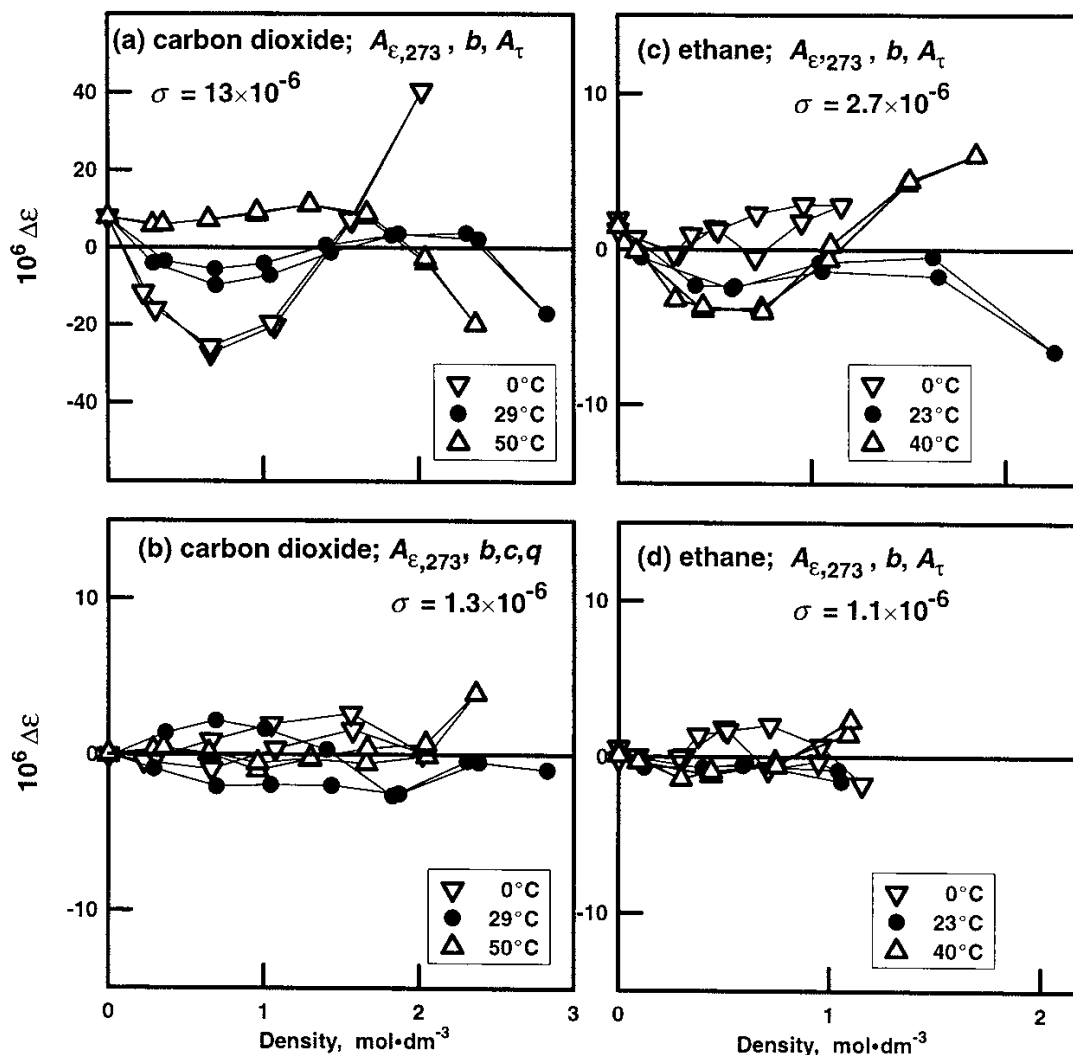 (a) carbon dioxide; Aε,273 , b, Aτ
σ = 13×10-6
40
20
0
-20
-40
10⁶ Δε
0°C
29°C
50°C
(c) ethane; Aε,273 , b, Aτ
σ = 2.7×10-6
10
0
-10
0°C
23°C
40°C
(b) carbon dioxide; Aε,273, b,c,q
σ = 1.3×10-6
10
0
-10
10⁶ Δε
0°C
29°C
50°C
0 1 2 3
Density, mol•dm-3
(d) ethane; Aε,273 , b, Aτ
σ = 1.1×10-6
10
0
-10
0°C
23°C
40°C
0 1 2
Density, mol•dm-3